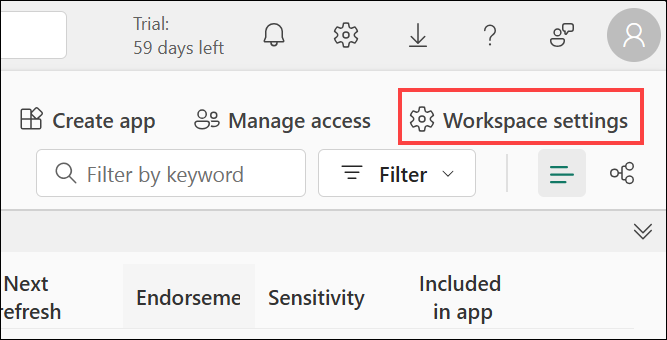 Trial:
59 days left
Create app Manage access Workspace settings
Filter by keyword Filter
Next Endorseme Sensitivity Included
refresh in app